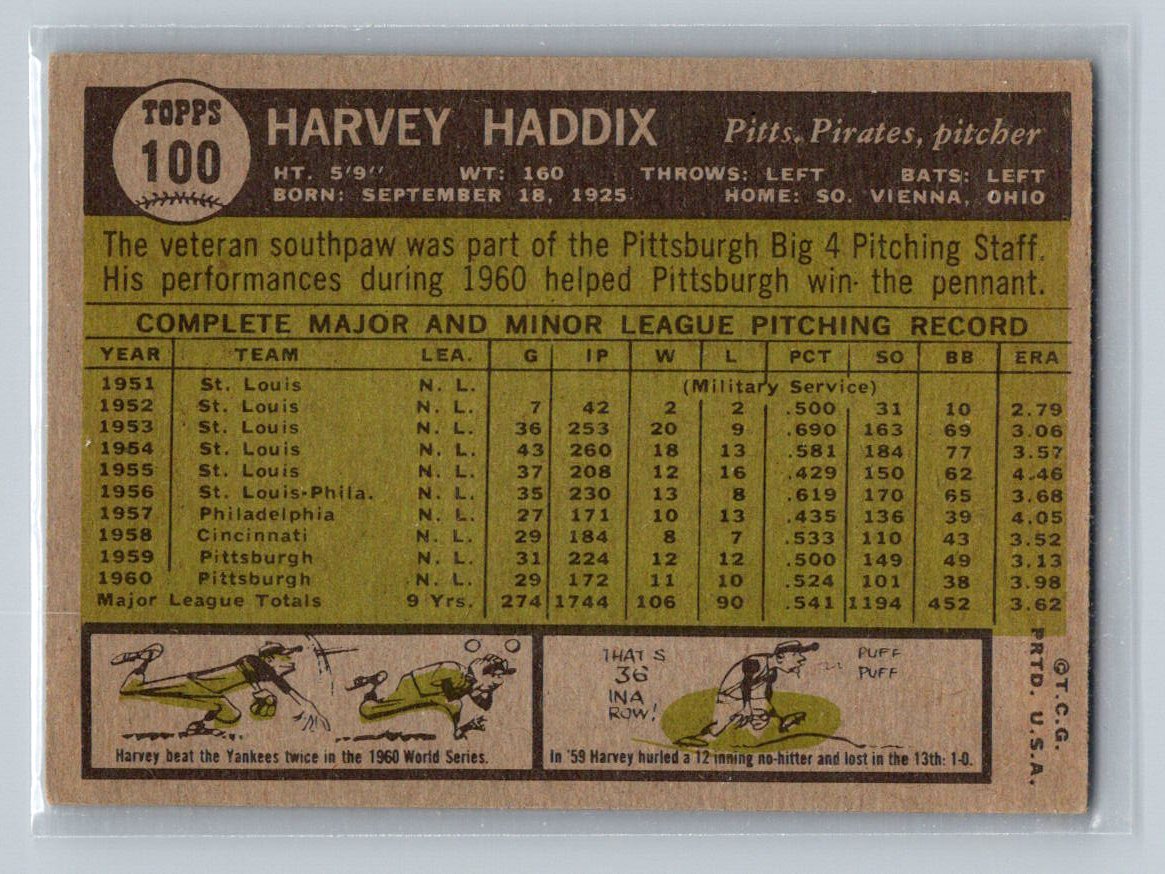 TOPPS
100
HARVEY HADDIX Pitts. Pirates, pitcher
HT. 5'9" WT: 160 THROWS: LEFT BATS: LEFT
BORN: SEPTEMBER 18, 1925 HOME: SO. VIENNA, OHIO
The veteran southpaw was part of the Pittsburgh Big 4 Pitching Staff.
His performances during 1960 helped Pittsburgh win the pennant.
COMPLETE MAJOR AND MINOR LEAGUE PITCHING RECORD
YEAR TEAM LEA. G IP W L PCT SO BB ERA
1951 St. Louis N. L. (Military Service)
1952 St. Louis N. L. 7 42 2 2 .500 31 10 2.79
1953 St. Louis N. L. 36 253 20 9 .690 163 69 3.06
1954 St. Louis N. L. 43 260 18 13 .581 184 77 3.57
1955 St. Louis N. L. 37 208 12 16 .429 150 62 4.46
1956 St. Louis-Phila. N. L. 35 230 13 8 .619 170 65 3.68
1957 Philadelphia N. L. 27 171 10 13 .435 136 39 4.05
1958 Cincinnati N. L. 29 184 8 7 .533 110 43 3.52
1959 Pittsburgh N. L. 31 224 12 12 .500 149 49 3.13
1960 Pittsburgh N. L. 29 172 11 10 .524 101 38 3.98
Major League Totals 9 Yrs. 274 1744 106 90 .541 1194 452 3.62
Harvey beat the Yankees twice in the 1960 World Series.
THAT S
36
IN A
ROW!
PUFF
PUFF
In '59 Harvey hurled a 12 inning no-hitter and lost in the 13th: 1-0.
©T.C.G.
PRTD. U.S.A.